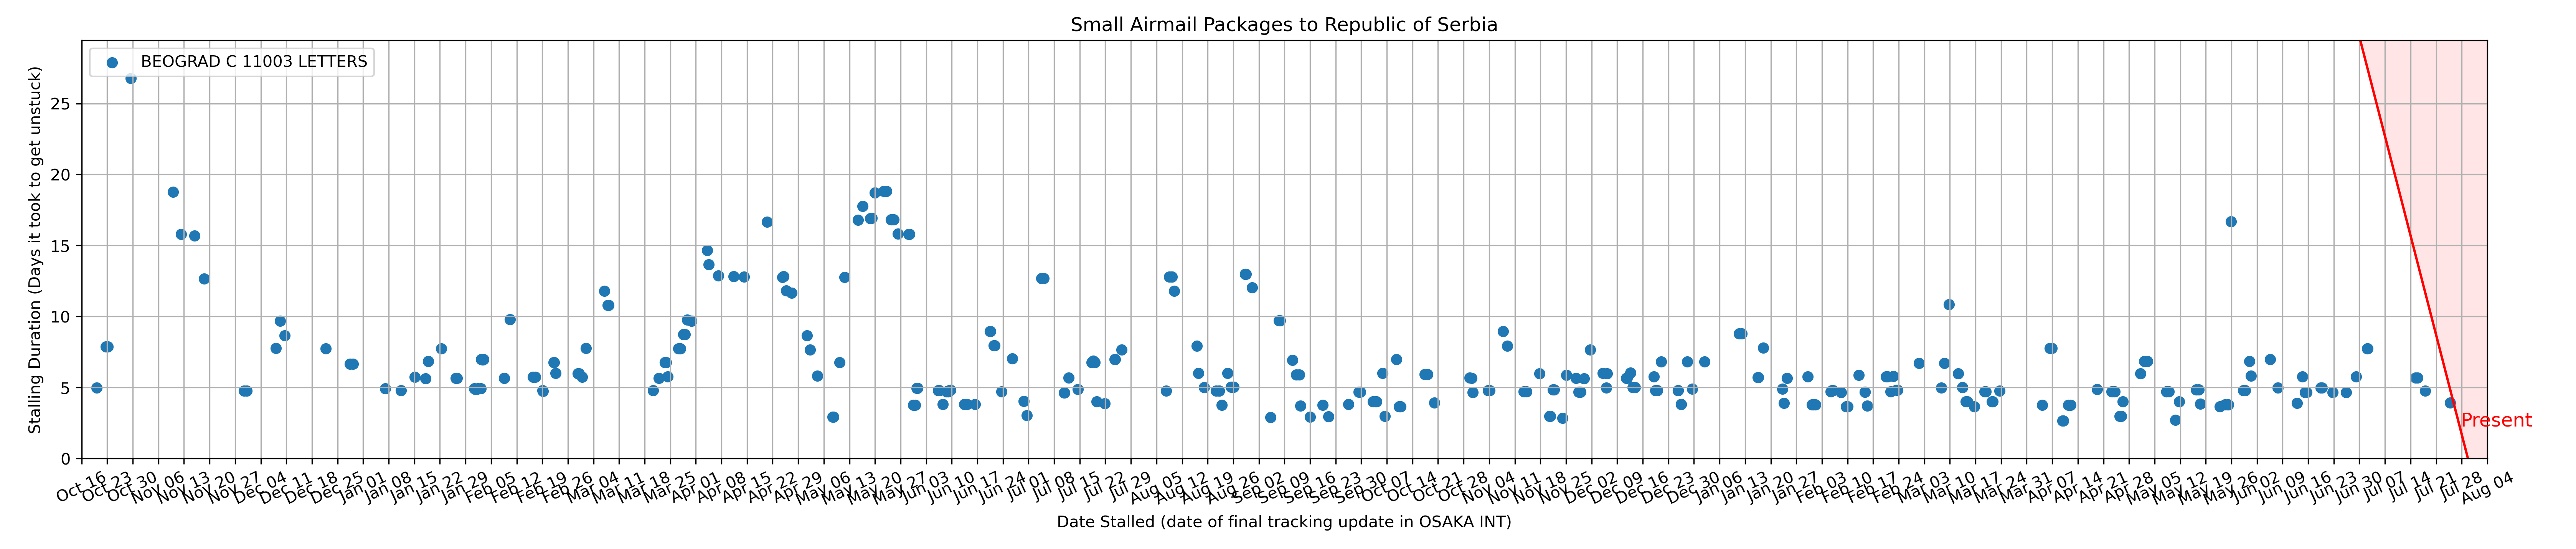 Small Airmail Packages to Republic of Serbia
BEOGRAD C 11003 LETTERS
Stalling Duration (Days it took to get unstuck)
25
20
15
10
5
0
Present
Oct 16 Oct 23 Oct 30 Nov 06 Nov 13 Nov 20 Nov 27 Dec 04 Dec 11 Dec 18 Dec 25 Jan 01 Jan 08 Jan 15 Jan 22 Jan 29 Feb 05 Feb 12 Feb 19 Feb 26 Mar 04 Mar 11 Mar 18 Mar 25 Apr 01 Apr 08 Apr 15 Apr 22 Apr 29 May 06 May 13 May 20 May 27 Jun 03 Jun 10 Jun 17 Jun 24 Jul 01 Jul 08 Jul 15 Jul 22 Jul 29 Aug 05 Aug 12 Aug 19 Aug 26 Sep 02 Sep 09 Sep 16 Sep 23 Sep 30 Oct 07 Oct 14 Oct 21 Oct 28 Nov 04 Nov 11 Nov 18 Nov 25 Dec 02 Dec 09 Dec 16 Dec 23 Dec 30 Jan 06 Jan 13 Jan 20 Jan 27 Feb 03 Feb 10 Feb 17 Feb 24 Mar 03 Mar 10 Mar 17 Mar 24 Mar 31 Apr 07 Apr 14 Apr 21 Apr 28 May 05 May 12 May 19 May 26 Jun 02 Jun 09 Jun 16 Jun 23 Jun 30 Jul 07 Jul 14 Jul 21 Jul 28 Aug 04
Date Stalled (date of final tracking update in OSAKA INT)